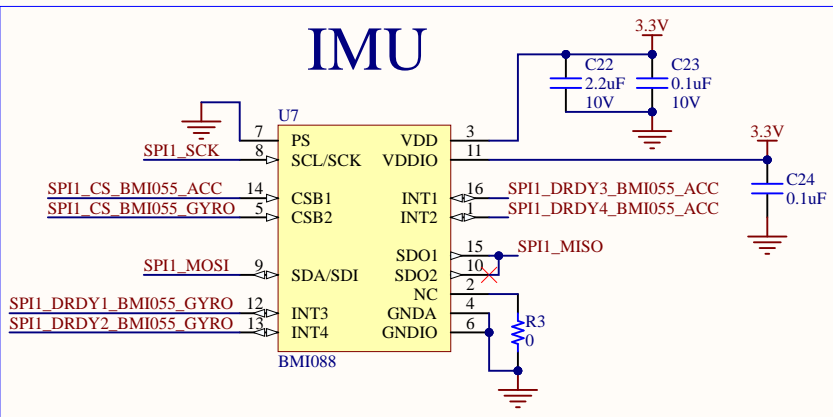 IMU
3.3V
C22
2.2uF
10V
C23
0.1uF
10V
3.3V
C24
0.1uF
U7
7 PS
SPI1_SCK 8 SCL/SCK
SPI1_CS_BMI055_ACC 14 CSB1
SPI1_CS_BMI055_GYRO 5 CSB2
SPI1_MOSI 9 SDA/SDI
SPI1_DRDY1_BMI055_GYRO 12 INT3
SPI1_DRDY2_BMI055_GYRO 13 INT4
VDD 3
VDDIO 11
INT1 16 SPI1_DRDY3_BMI055_ACC
INT2 1 SPI1_DRDY4_BMI055_ACC
SDO1 15 SPI1_MISO
SDO2 10
NC 2
GNDA 4
GNDIO 6
R3
0
BMI088